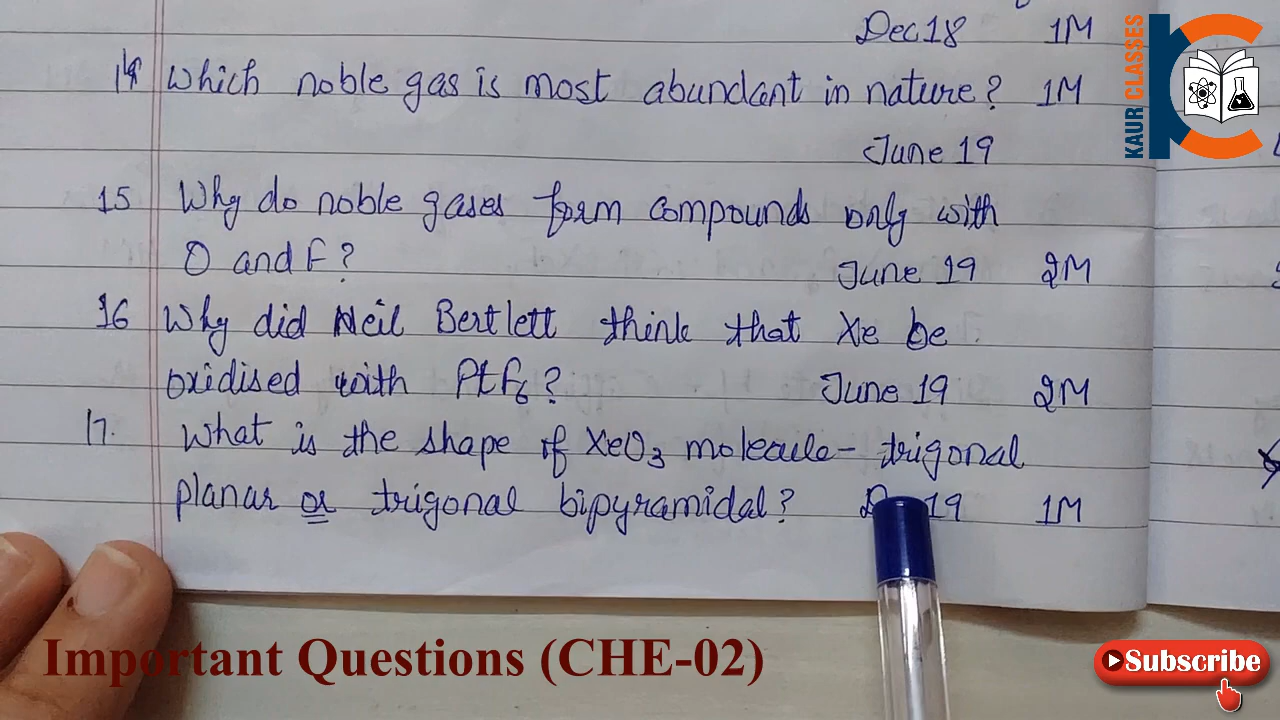 Dec 18 1M
14 Which noble gas is most abundant in nature? 1M
June 19
15 Why do noble gases form compounds only with
O and F? June 19 2M
16 Why did Neil Bertlett think that Xe be
oxidised with PtF6? June 19 2M
17. What is the shape of XeO3 molecule- trigonal
planar or trigonal bipyramidal? 19 1M
KAUR CLASSES
Important Questions (CHE-02)
Subscribe